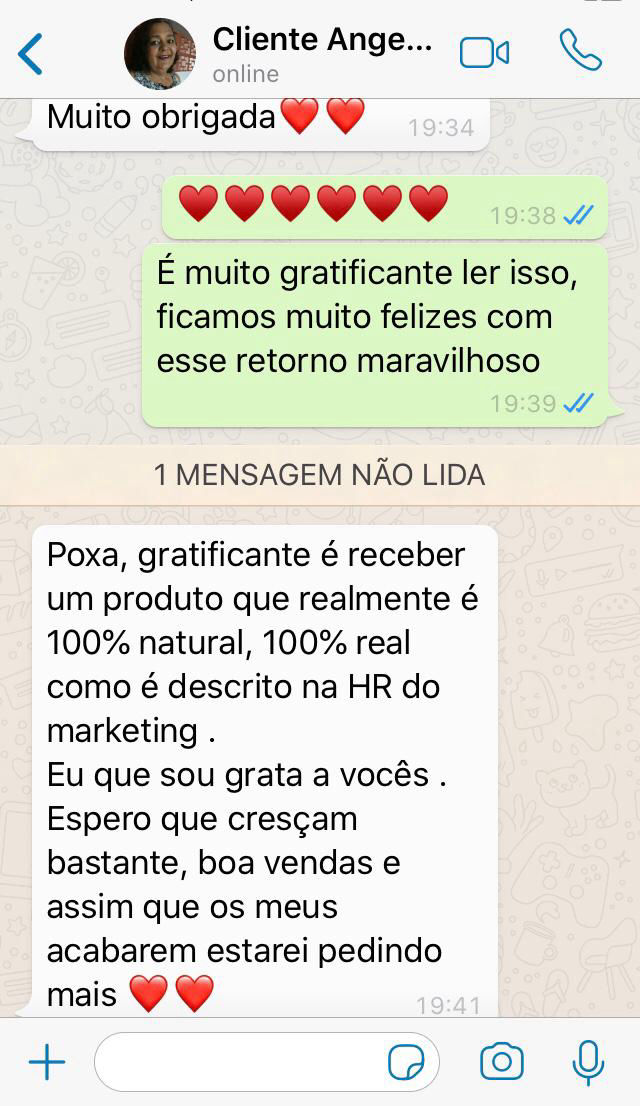 Cliente Ange...
online
Muito obrigada❤️❤️
19:34
♥️♥️♥️♥️♥️♥️
19:38
É muito gratificante ler isso,
ficamos muito felizes com
esse retorno maravilhoso
19:39
1 MENSAGEM NÃO LIDA
Poxa, gratificante é receber
um produto que realmente é
100% natural, 100% real
como é descrito na HR do
marketing .
Eu que sou grata a vocês .
Espero que cresçam
bastante, boa vendas e
assim que os meus
acabarem estarei pedindo
mais ❤️❤️
19:41